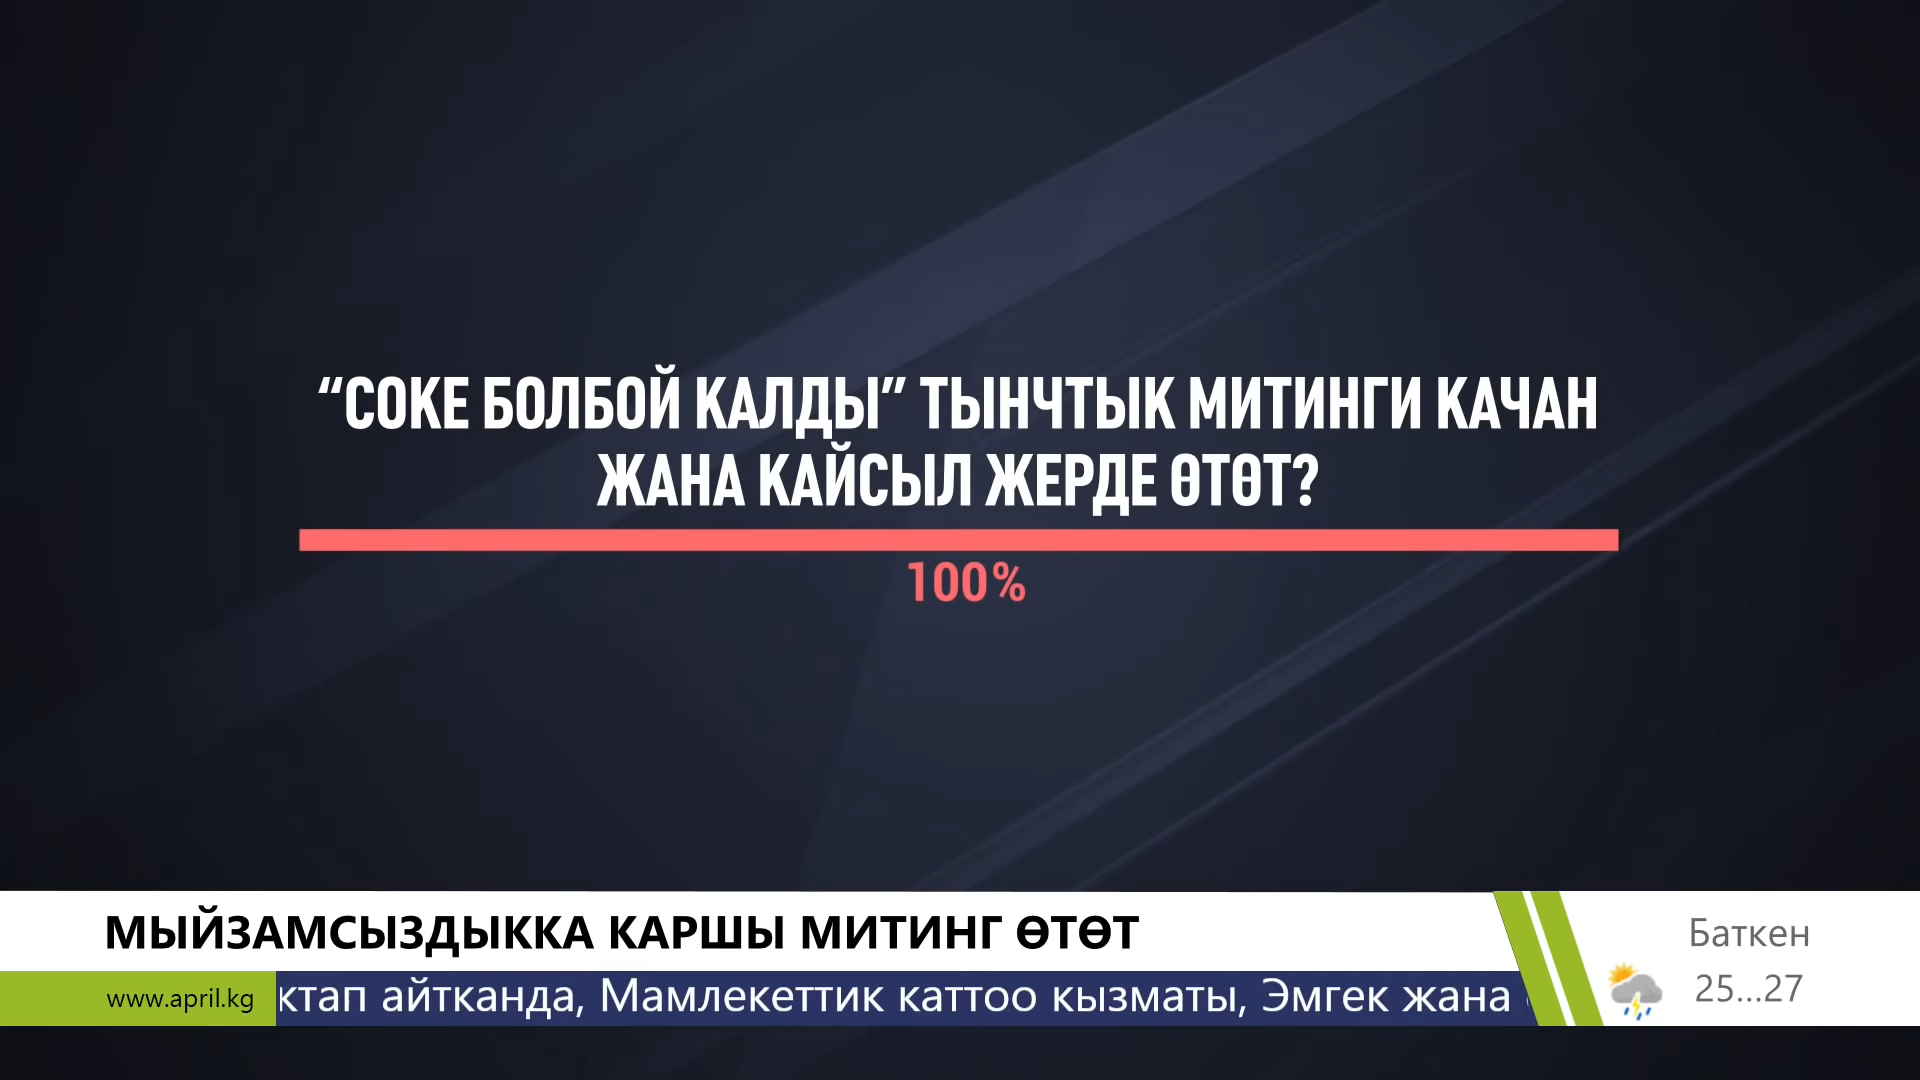 “СОКЕ БОЛБОЙ КАЛДЫ” ТЫНЧТЫК МИТИНГИ КАЧАН
ЖАНА КАЙСЫЛ ЖЕРДЕ ӨТӨТ?
100%
МЫЙЗАМСЫЗДЫККА КАРШЫ МИТИНГ ӨТӨТ
www.april.kg
ктап айтканда, Мамлекеттик каттоо кызматы, Эмгек жана
Баткен
25...27